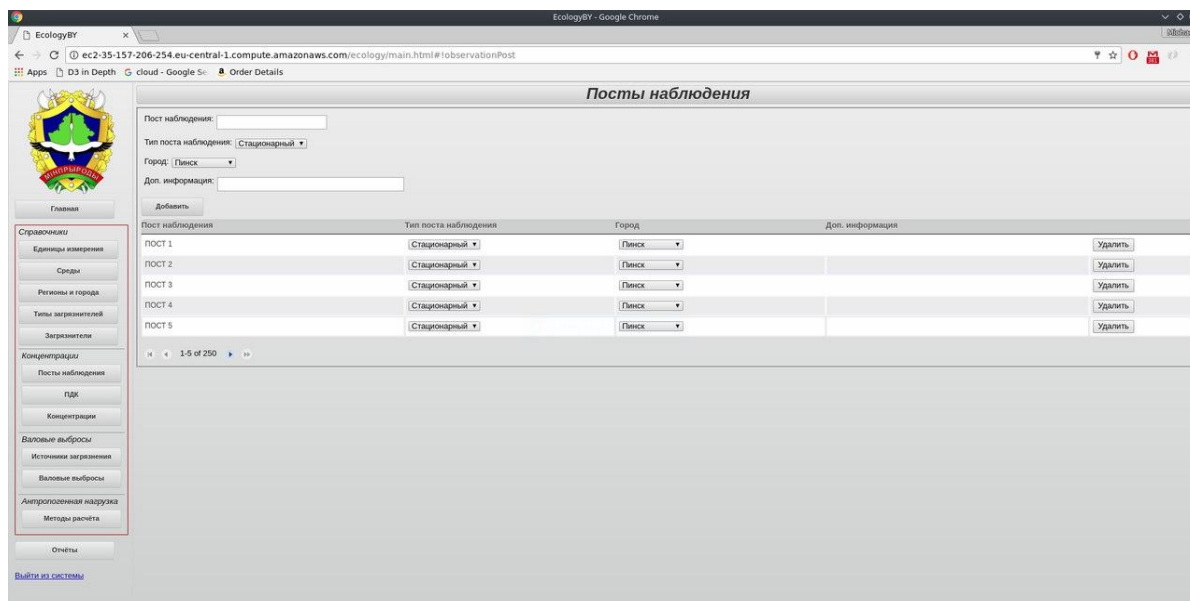 EcologyBY - Google Chrome
EcologyBY
ec2-35-157-206-254.eu-central-1.compute.amazonaws.com/ecology/main.html#!observationPost
Apps D3 in Depth cloud - Google Se Order Details
МІНПРЫРОДЫ
Главная
Справочники
Единицы измерения
Среды
Регионы и города
Типы загрязнителей
Загрязнители
Концентрации
Посты наблюдения
ПДК
Концентрации
Валовые выбросы
Источники загрязнения
Валовые выбросы
Антропогенная нагрузка
Методы расчёта
Отчёты
Выйти из системы
Посты наблюдения
Пост наблюдения:
Тип поста наблюдения: Стационарный
Город: Пинск
Доп. информация:
Добавить
Пост наблюдения Тип поста наблюдения Город Доп. информация
ПОСТ 1 Стационарный Пинск Удалить
ПОСТ 2 Стационарный Пинск Удалить
ПОСТ 3 Стационарный Пинск Удалить
ПОСТ 4 Стационарный Пинск Удалить
ПОСТ 5 Стационарный Пинск Удалить
1-5 of 250